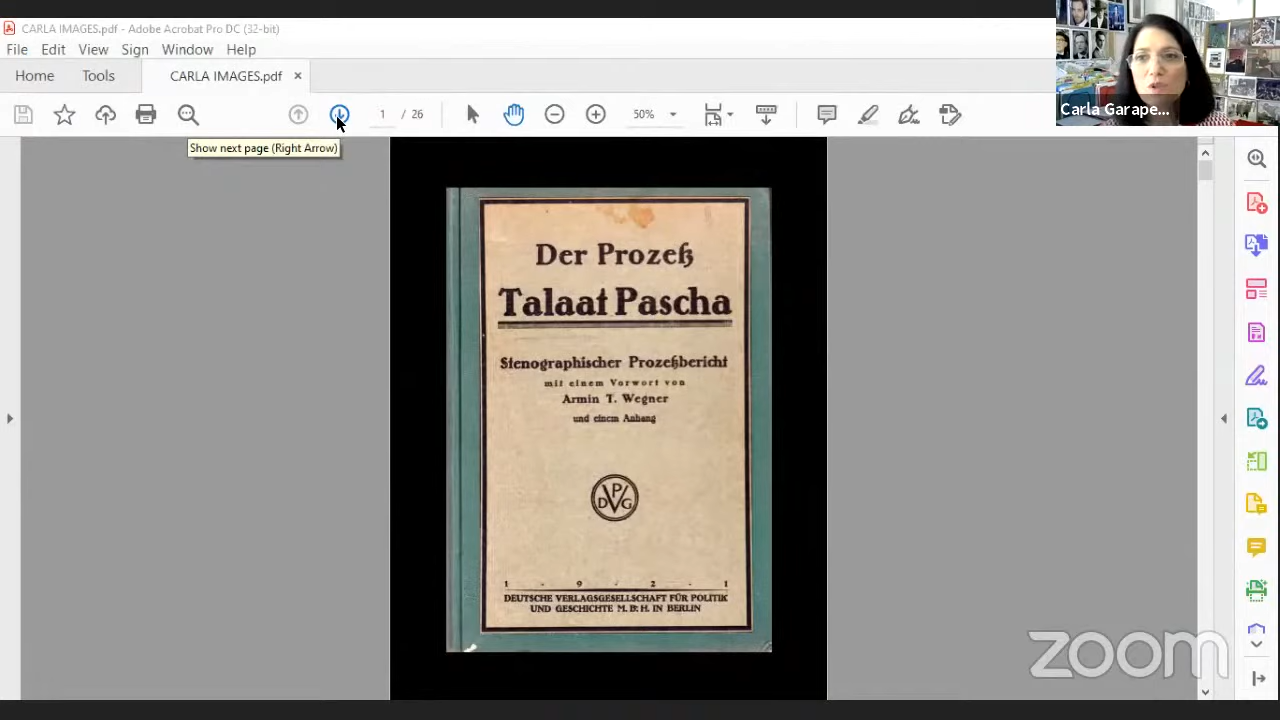 CARLA IMAGES.pdf - Adobe Acrobat Pro DC (32-bit)
File Edit View Sign Window Help
Home Tools CARLA IMAGES.pdf ×
1 / 26 50%
Show next page (Right Arrow)
Carla Garape...
Der Prozeß
Talaat Pascha
Stenographischer Prozeßbericht
mit einem Vorwort von
Armin T. Wegner
und einem Anhang
DVPG
1 - 9 - 2 - 1
DEUTSCHE VERLAGSGESELLSCHAFT FÜR POLITIK
UND GESCHICHTE M. B. H. IN BERLIN
zoom